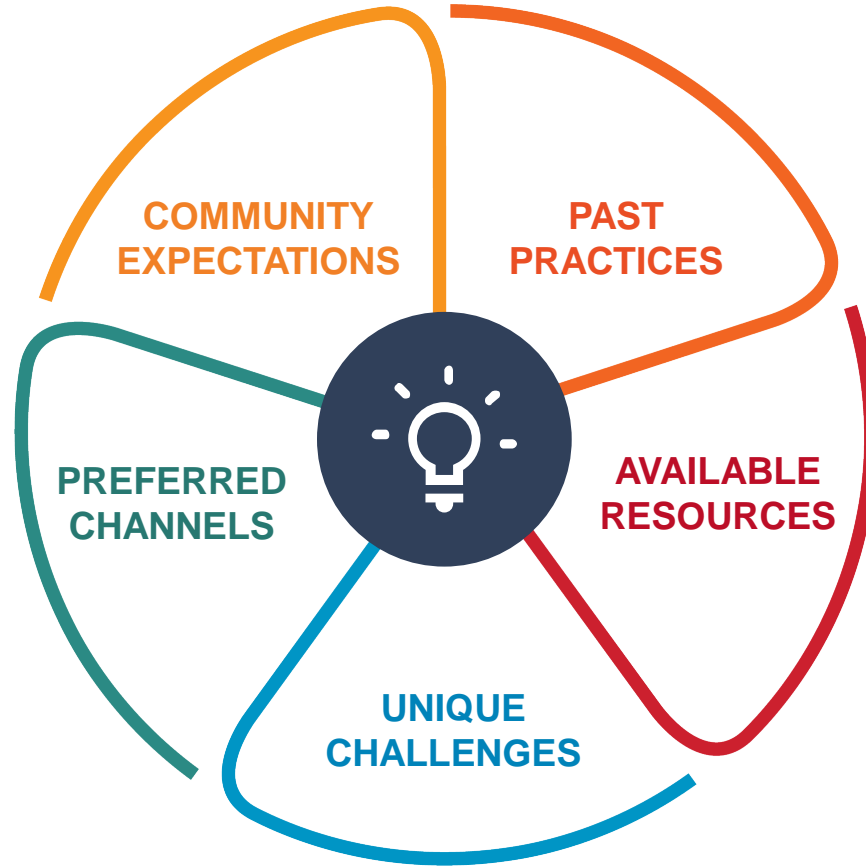 COMMUNITY
EXPECTATIONS
PAST
PRACTICES
AVAILABLE
RESOURCES
UNIQUE
CHALLENGES
PREFERRED
CHANNELS